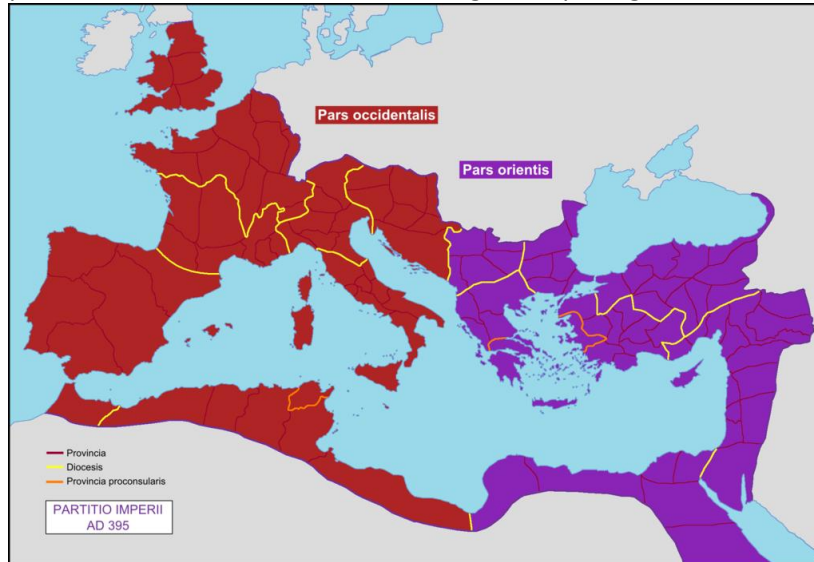 Pars occidentalis
Pars orientis
Provincia
Diocesis
Provincia proconsularis
PARTITIO IMPERII
AD 395